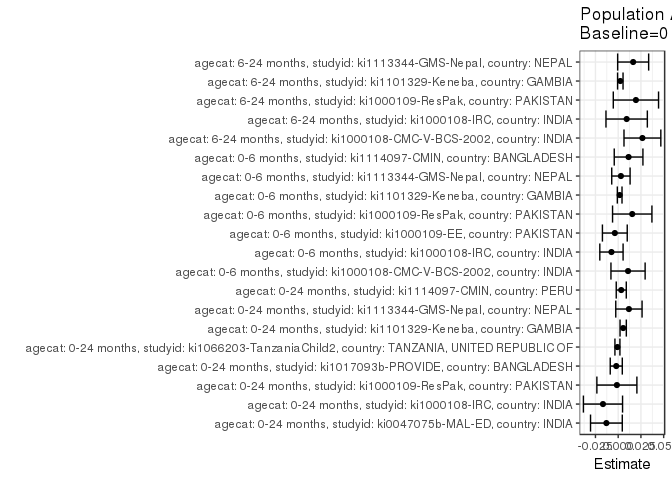 Population
Baseline=0
agecat: 6-24 months, studyid: ki1113344-GMS-Nepal, country: NEPAL
agecat: 6-24 months, studyid: ki1101329-Keneba, country: GAMBIA
agecat: 6-24 months, studyid: ki1000109-ResPak, country: PAKISTAN
agecat: 6-24 months, studyid: ki1000108-IRC, country: INDIA
agecat: 6-24 months, studyid: ki1000108-CMC-V-BCS-2002, country: INDIA
agecat: 0-6 months, studyid: ki1114097-CMIN, country: BANGLADESH
agecat: 0-6 months, studyid: ki1113344-GMS-Nepal, country: NEPAL
agecat: 0-6 months, studyid: ki1101329-Keneba, country: GAMBIA
agecat: 0-6 months, studyid: ki1000109-ResPak, country: PAKISTAN
agecat: 0-6 months, studyid: ki1000109-EE, country: PAKISTAN
agecat: 0-6 months, studyid: ki1000108-IRC, country: INDIA
agecat: 0-6 months, studyid: ki1000108-CMC-V-BCS-2002, country: INDIA
agecat: 0-24 months, studyid: ki1114097-CMIN, country: PERU
agecat: 0-24 months, studyid: ki1113344-GMS-Nepal, country: NEPAL
agecat: 0-24 months, studyid: ki1101329-Keneba, country: GAMBIA
agecat: 0-24 months, studyid: ki1066203-TanzaniaChild2, country: TANZANIA, UNITED REPUBLIC OF
agecat: 0-24 months, studyid: ki1017093b-PROVIDE, country: BANGLADESH
agecat: 0-24 months, studyid: ki1000109-ResPak, country: PAKISTAN
agecat: 0-24 months, studyid: ki1000108-IRC, country: INDIA
agecat: 0-24 months, studyid: ki0047075b-MAL-ED, country: INDIA
Estimate